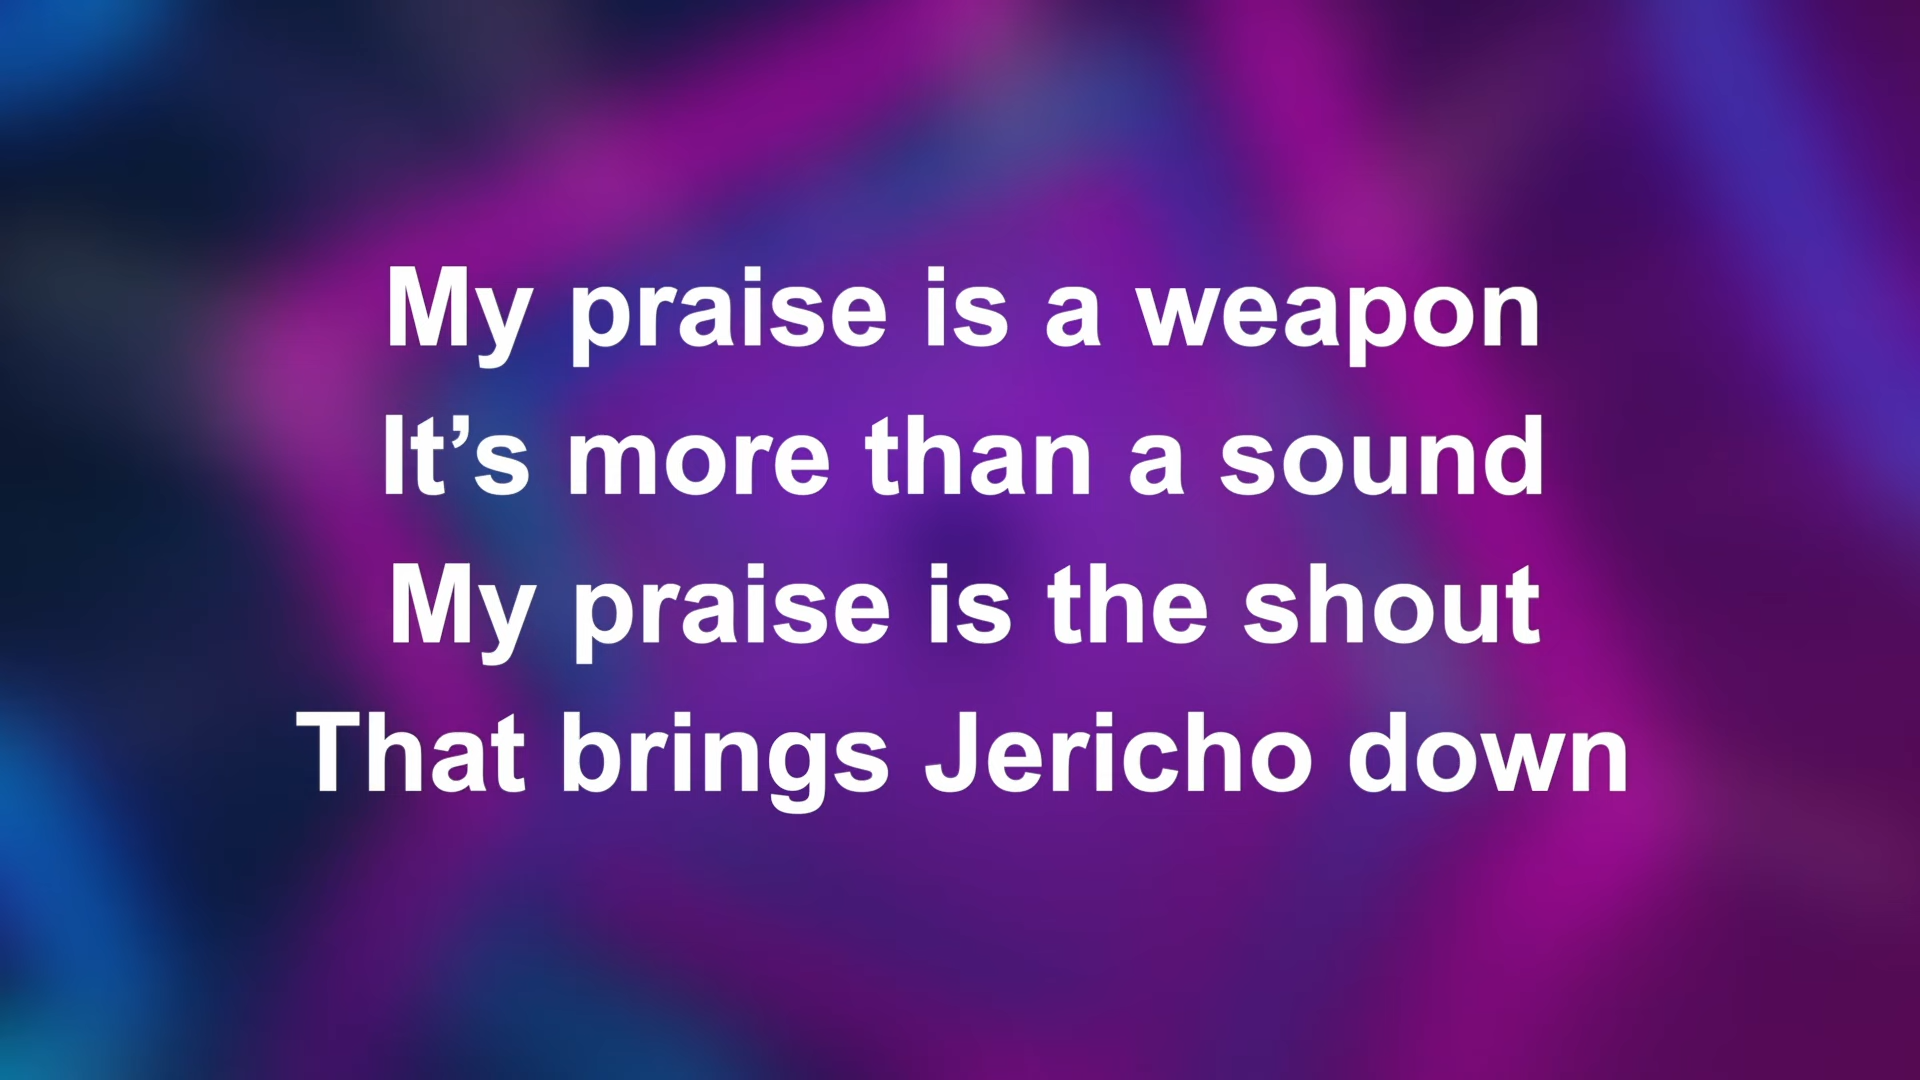 My praise is a weapon
It’s more than a sound
My praise is the shout
That brings Jericho down